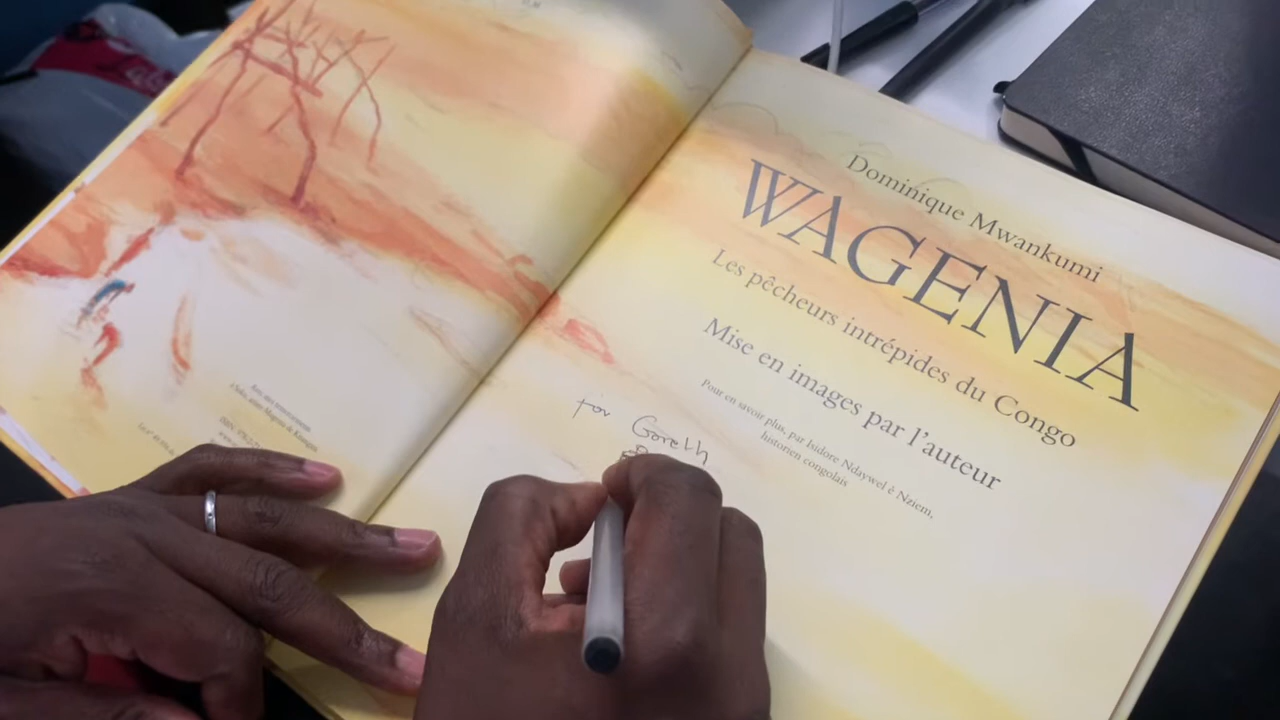 Dominique Mwankumi
WAGENIA
Les pêcheurs intrépides du Congo
Mise en images par l'auteur
Pour en savoir plus, par Isidore Ndaywel è Nziem,
historien congolais
for Gorelh